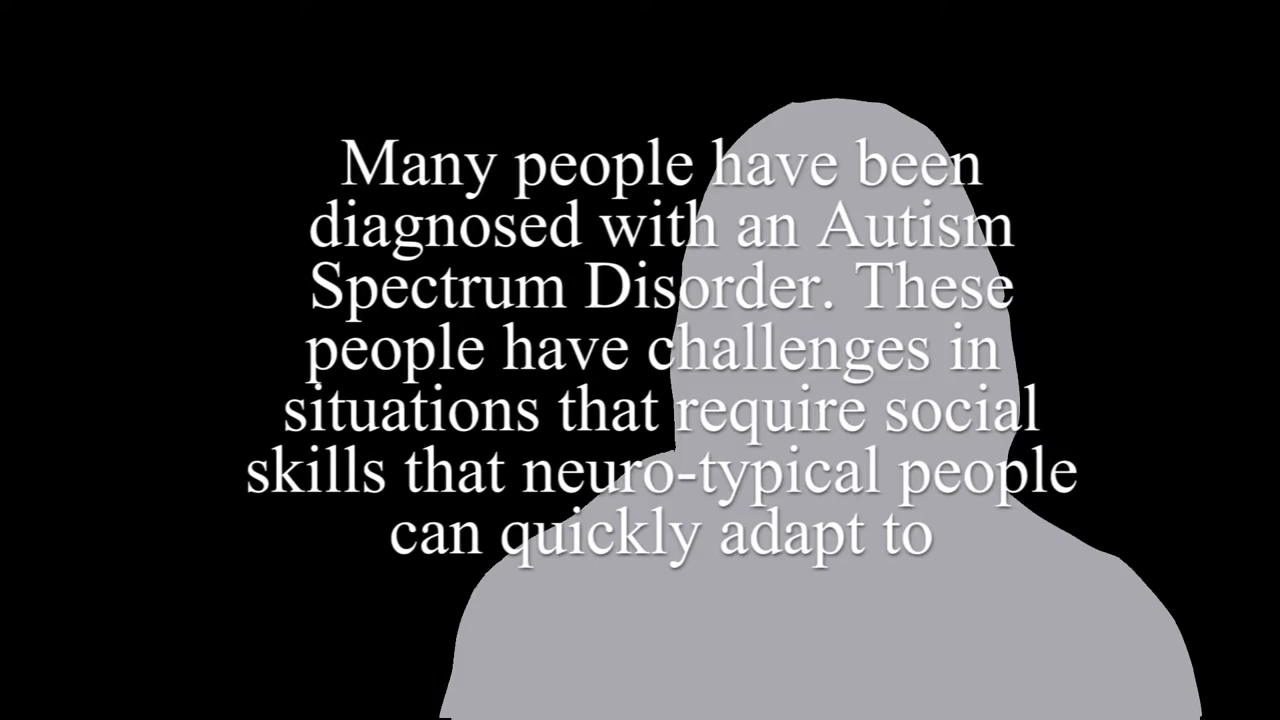 Many people have been
diagnosed with an Autism
Spectrum Disorder. These
people have challenges in
situations that require social
skills that neuro-typical people
can quickly adapt to